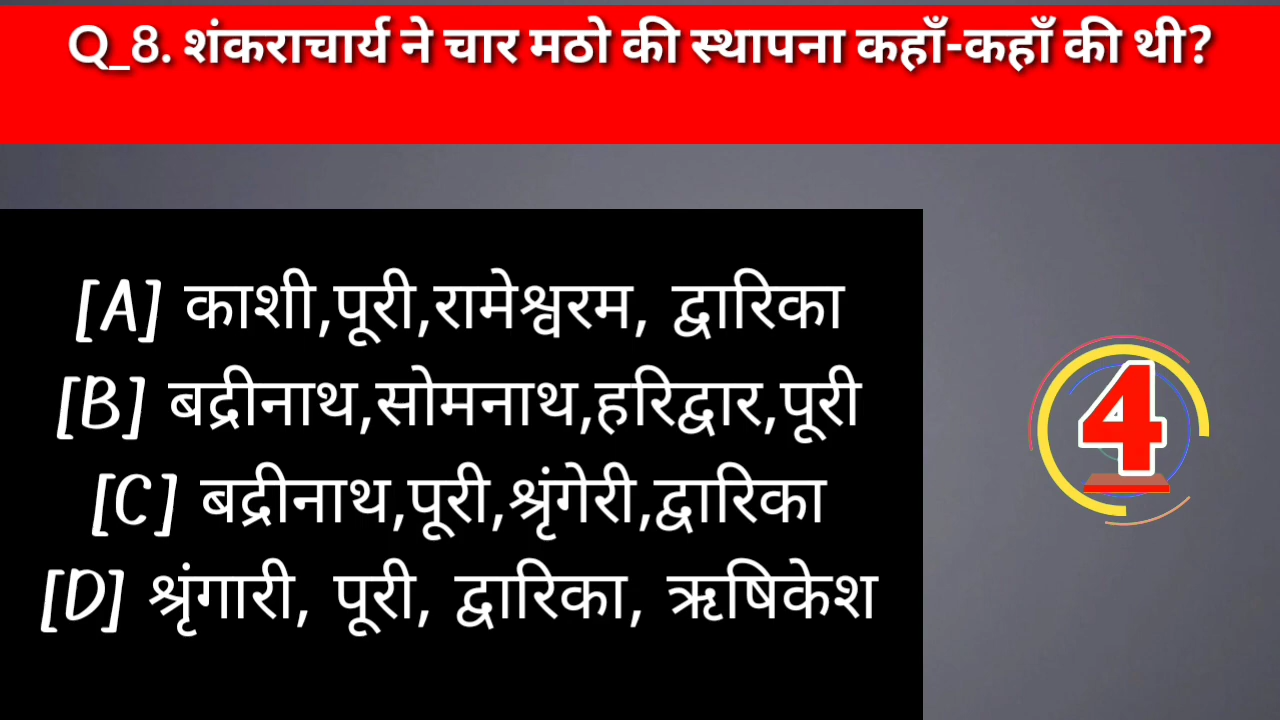 Q_8. शंकराचार्य ने चार मठो की स्थापना कहाँ-कहाँ की थी?
[A] काशी,पूरी,रामेश्वरम, द्वारिका
[B] बद्रीनाथ,सोमनाथ,हरिद्वार,पूरी
[C] बद्रीनाथ,पूरी,श्रृंगेरी,द्वारिका
[D] श्रृंगारी, पूरी, द्वारिका, ऋषिकेश
4